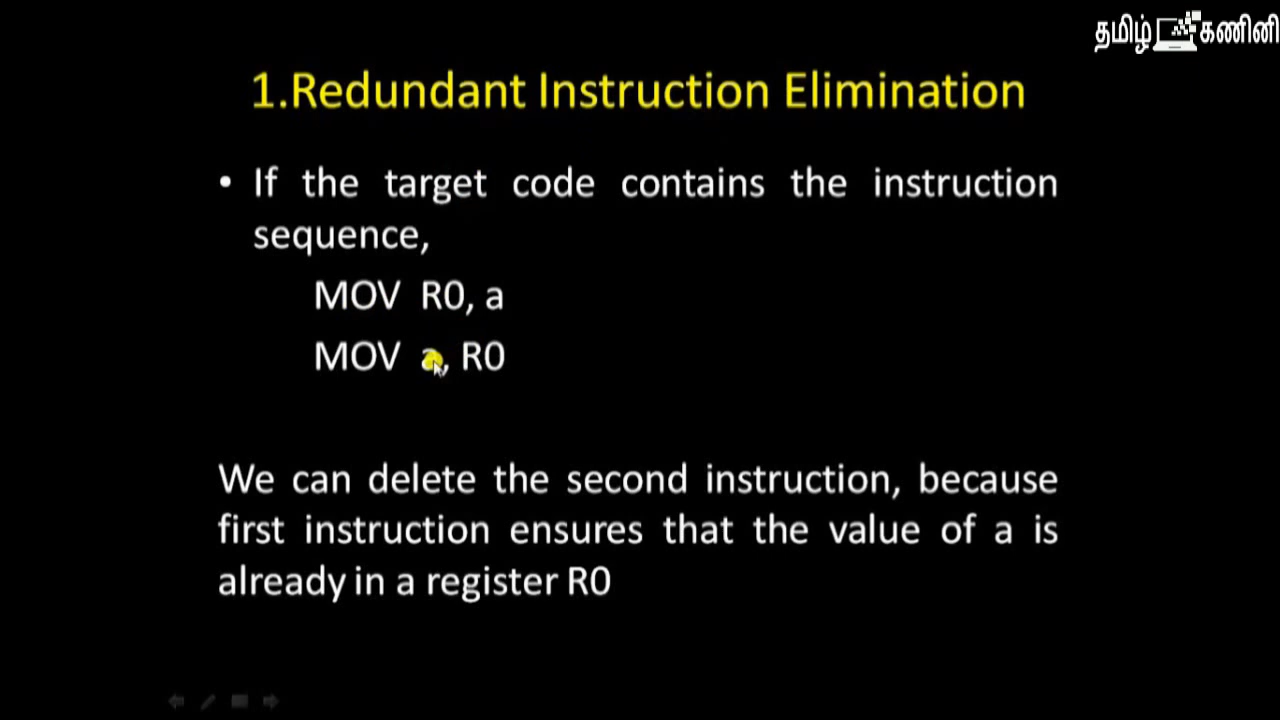 தமிழ் கணினி
1.Redundant Instruction Elimination
• If the target code contains the instruction
sequence,
MOV R0, a
MOV a, R0
We can delete the second instruction, because
first instruction ensures that the value of a is
already in a register R0